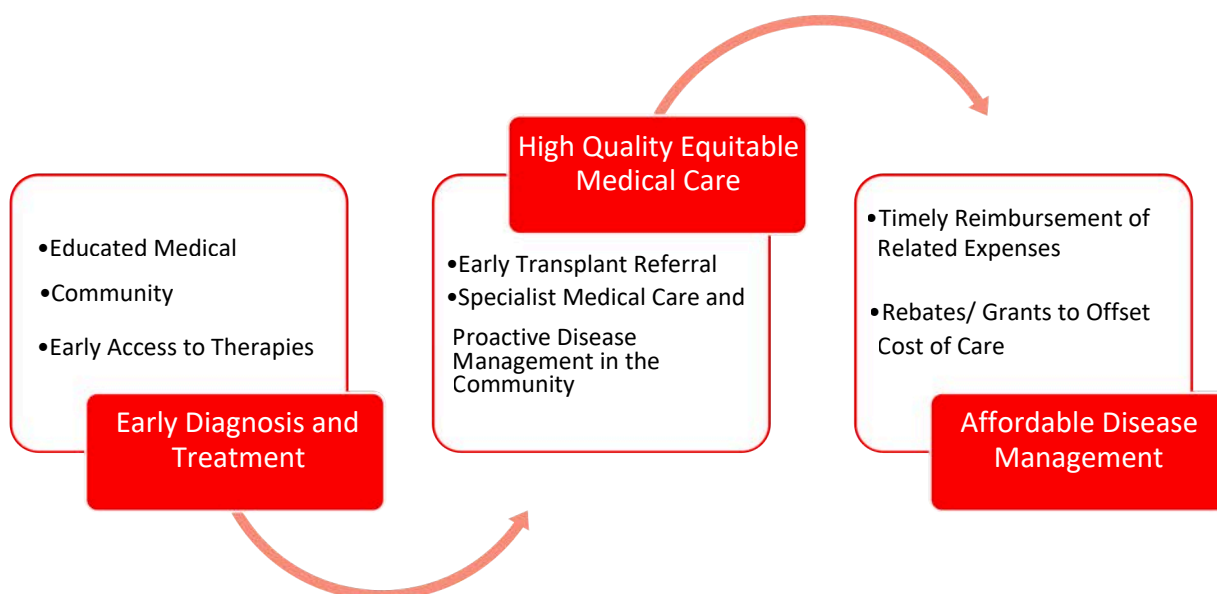 •Educated Medical
•Community
•Early Access to Therapies
Early Diagnosis and
Treatment
High Quality Equitable
Medical Care
•Early Transplant Referral
•Specialist Medical Care and
Proactive Disease
Management in the
Community
•Timely Reimbursement of
Related Expenses
•Rebates/ Grants to Offset
Cost of Care
Affordable Disease
Management